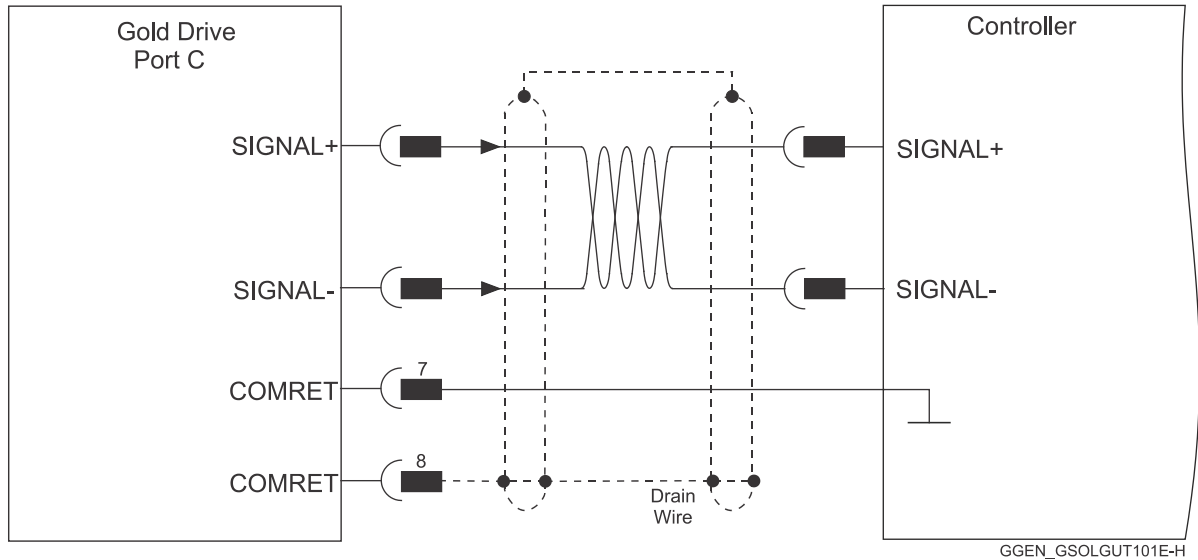 Gold Drive
Port C
Controller
SIGNAL+
SIGNAL+
SIGNAL-
SIGNAL-
7
COMRET
8
COMRET
Drain
Wire
GGEN_GSOLGUT101E-H